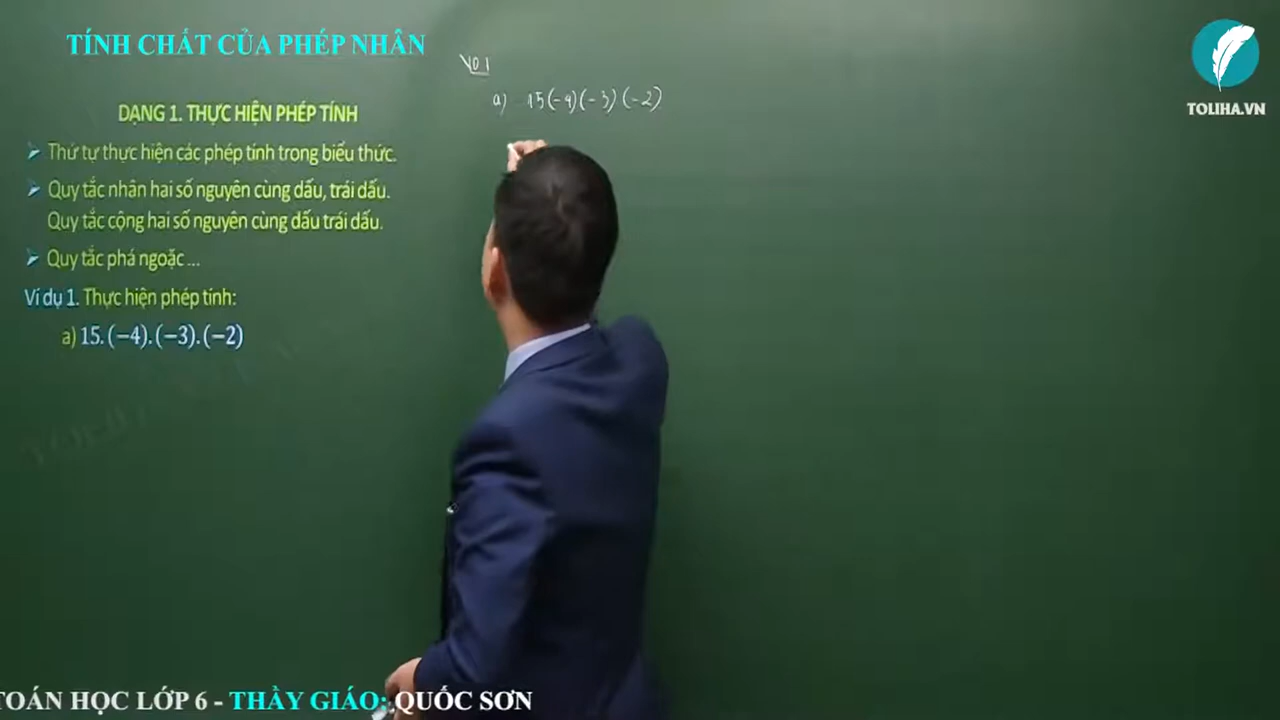 TÍNH CHẤT CỦA PHÉP NHÂN
DẠNG 1. THỰC HIỆN PHÉP TÍNH
➢ Thứ tự thực hiện các phép tính trong biểu thức.
➢ Quy tắc nhân hai số nguyên cùng dấu, trái dấu.
Quy tắc cộng hai số nguyên cùng dấu trái dấu.
➢ Quy tắc phá ngoặc ...
Ví dụ 1. Thực hiện phép tính:
a) 15.(−4).(−3).(−2)
VD1
a) 15(-4)(-3)(-2)
TOLIHA.VN
TOÁN HỌC LỚP 6 - THẦY GIÁO: QUỐC SƠN